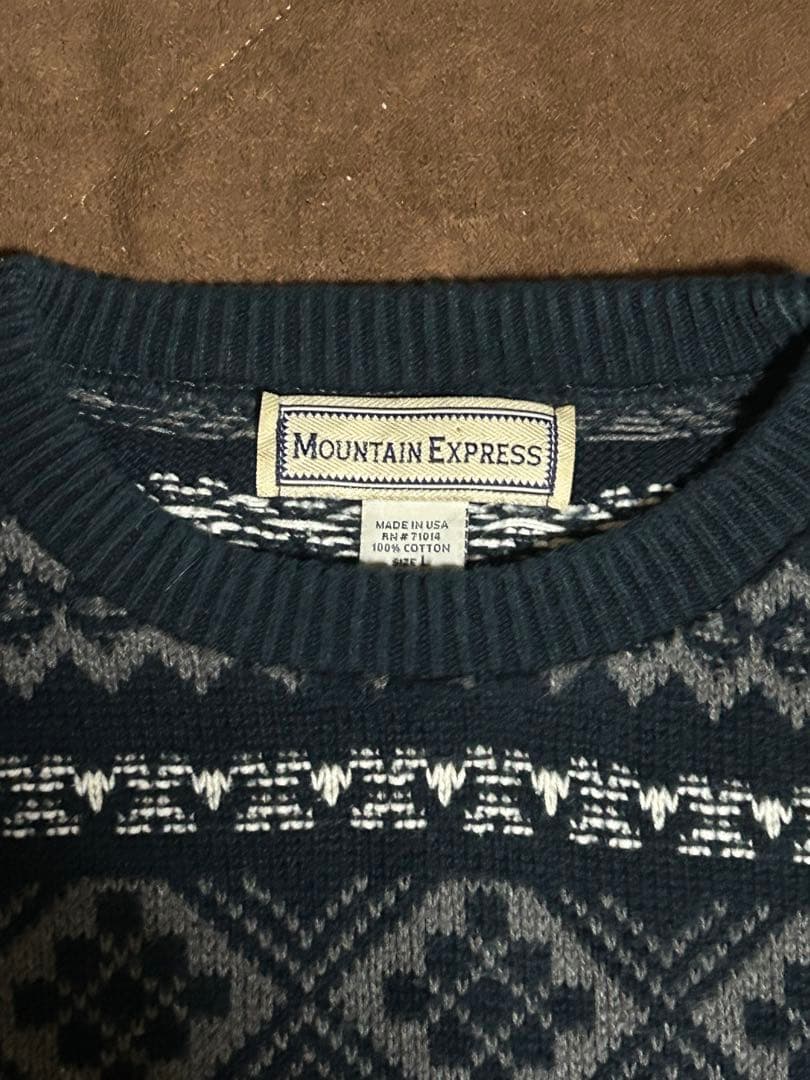 MOUNTAIN EXPRESS
MADE IN USA
RN # 71014
100% COTTON
SIZE L